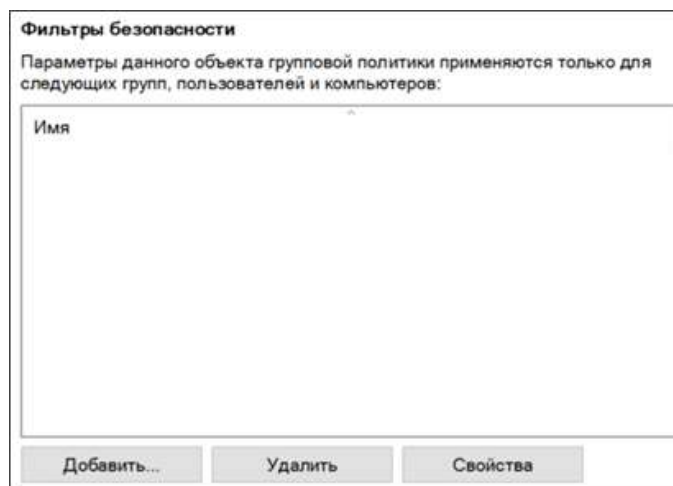 Фильтры безопасности
Параметры данного объекта групповой политики применяются только для
следующих групп, пользователей и компьютеров:
Имя
Добавить...
Удалить
Свойства